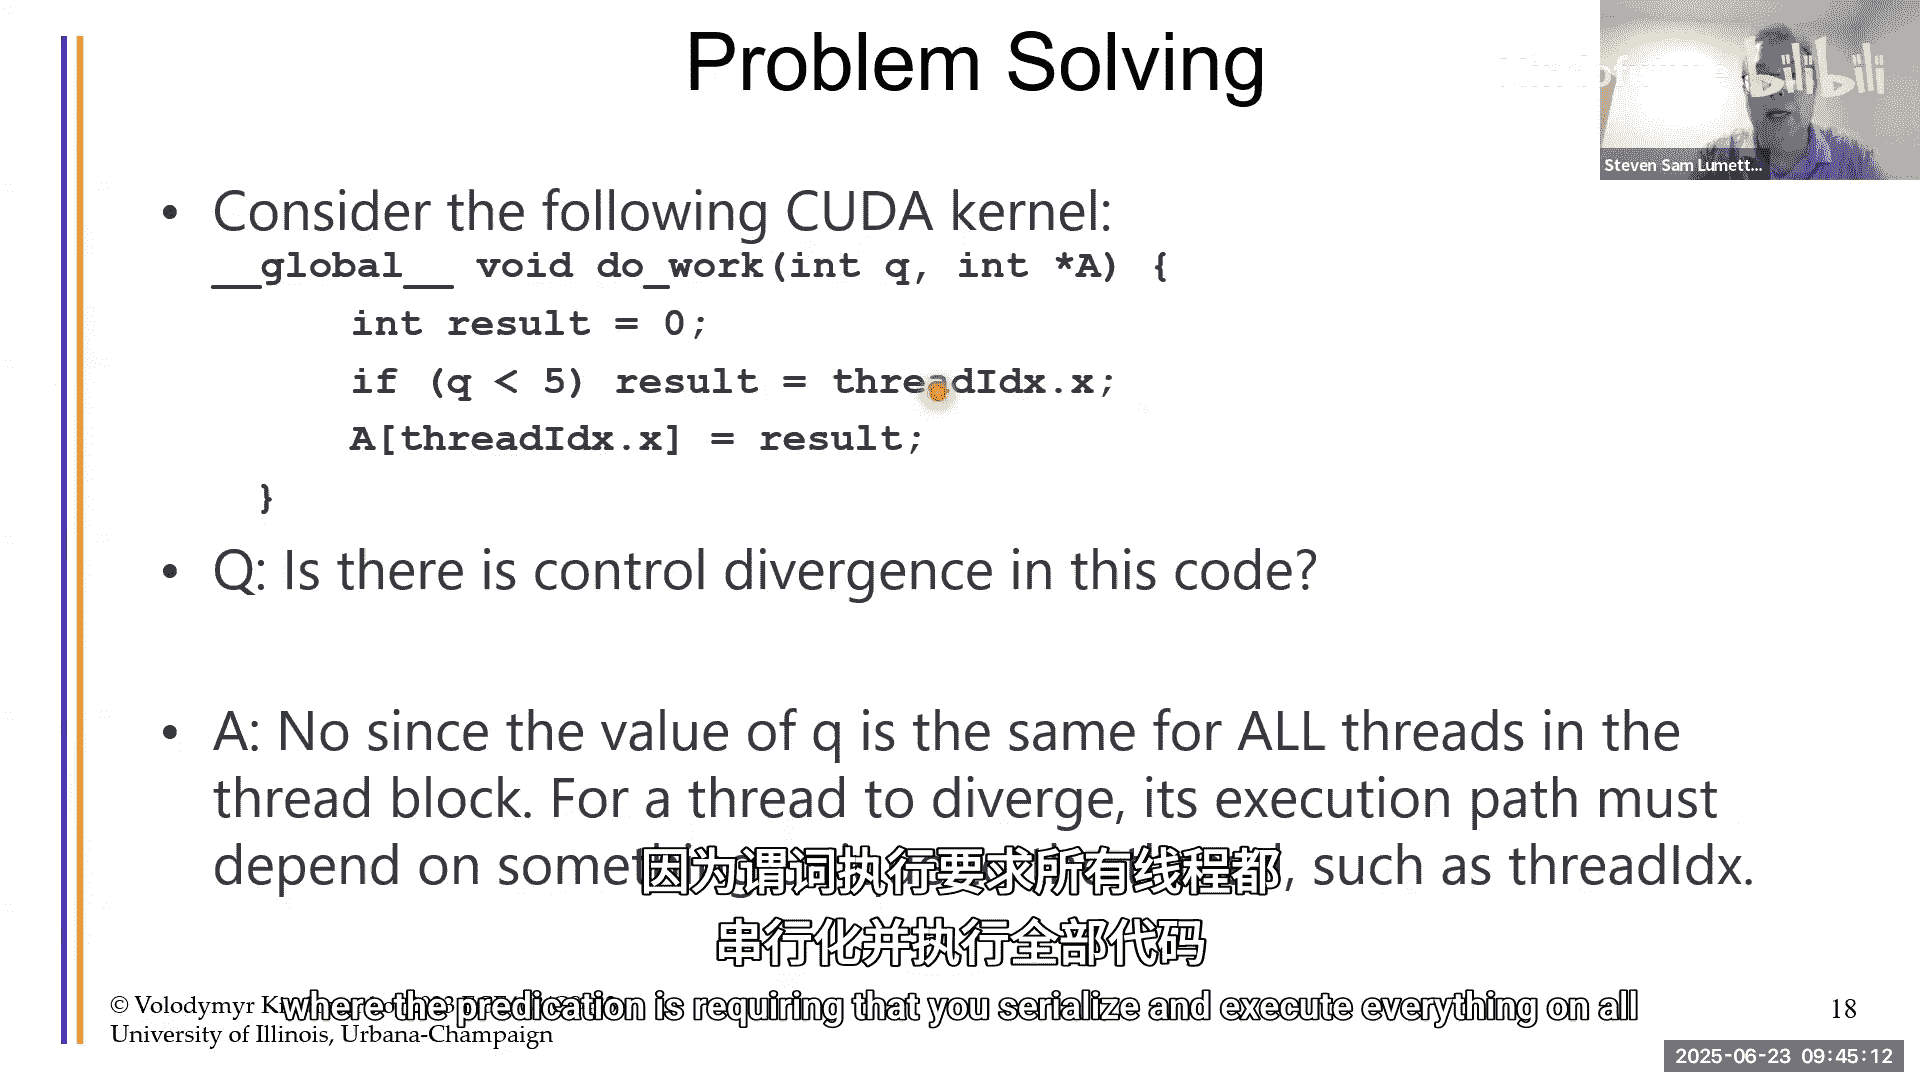 Problem Solving
bilibili
Steven Sam Lumett...
• Consider the following CUDA kernel:
__global__ void do_work(int q, int *A) {
int result = 0;
if (q < 5) result = threadIdx.x;
A[threadIdx.x] = result;
}
• Q: Is there is control divergence in this code?
• A: No since the value of q is the same for ALL threads in the
thread block. For a thread to diverge, its execution path must
depend on , such as threadIdx.
因为谓词执行要求所有线程都
串行化并执行全部代码
where the predication is requiring that you serialize and execute everything on all
© Volodymyr
University of Illinois, Urbana-Champaign
18
2025-06-23 09:45:12